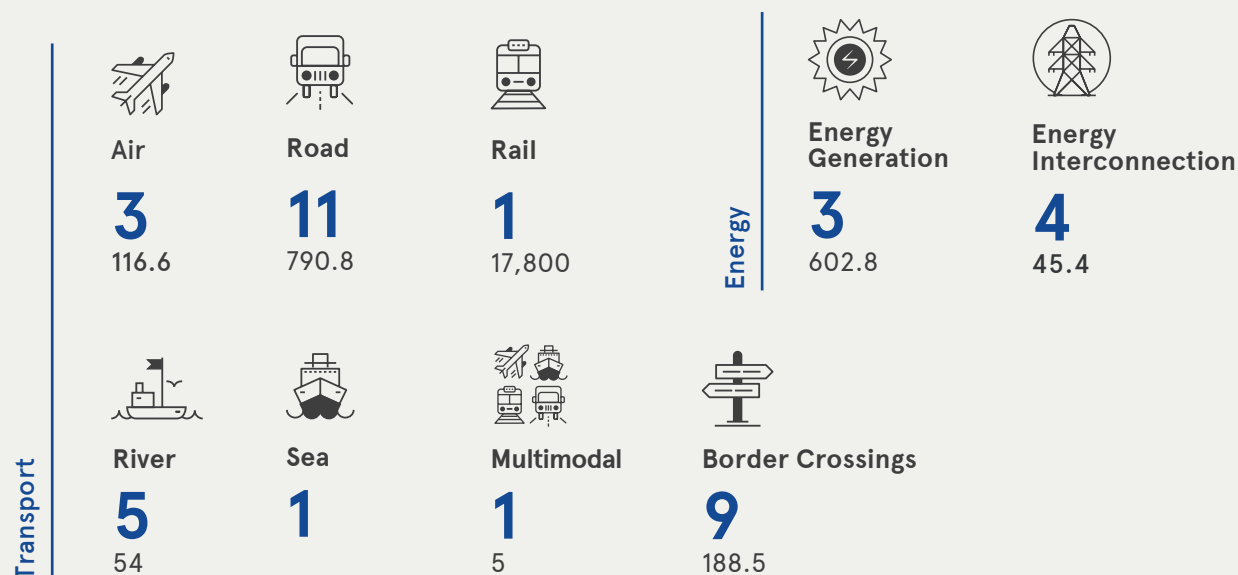 Transport
Air
3
116.6
Road
11
790.8
Rail
1
17,800
River
5
54
Sea
1
Multimodal
1
5
Border Crossings
9
188.5
Energy
Energy
Generation
3
602.8
Energy
Interconnection
4
45.4